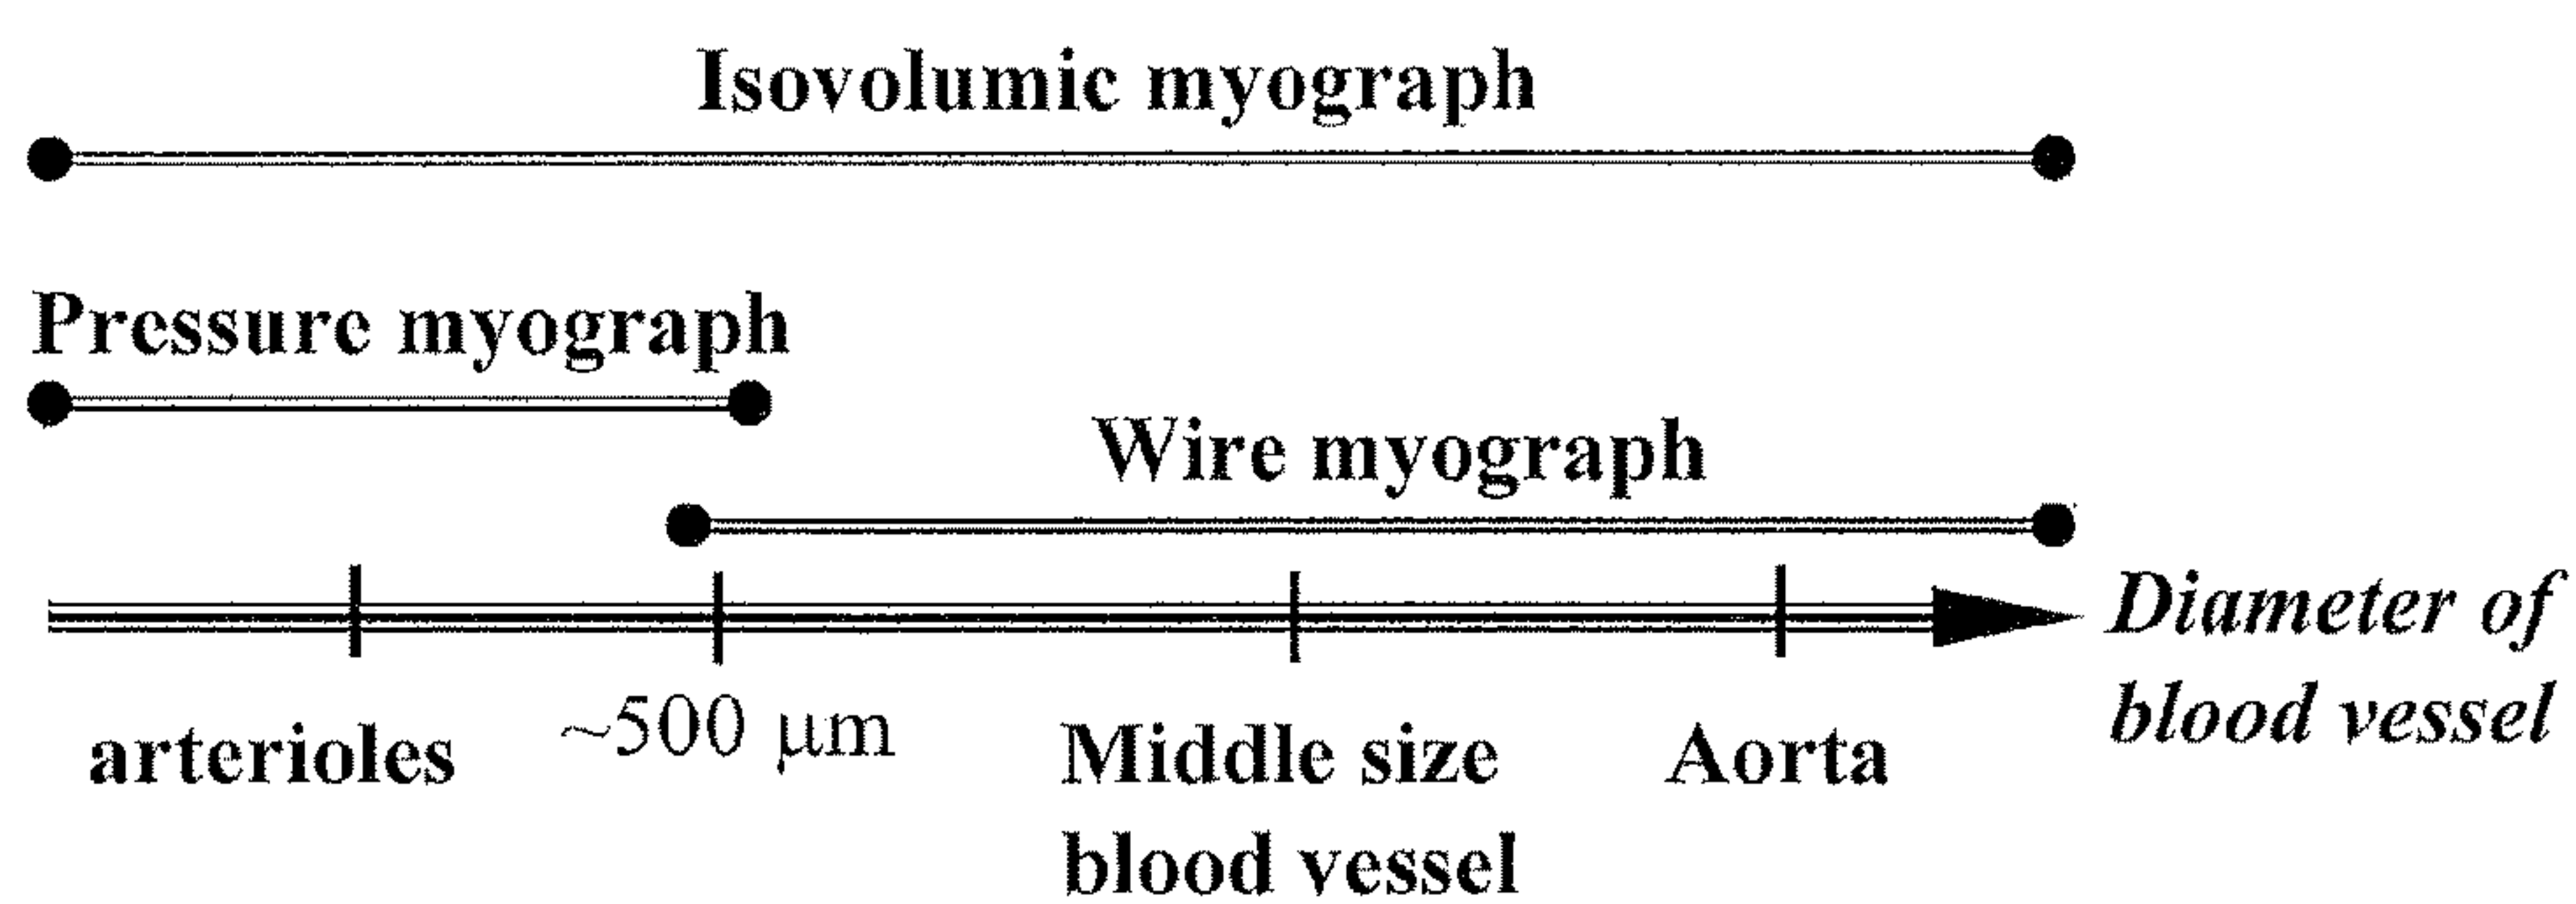 Isovolumic myograph
Pressure myograph
Wire myograph
Diameter of
blood vessel
arterioles
~500 μm
Middle size
blood vessel
Aorta